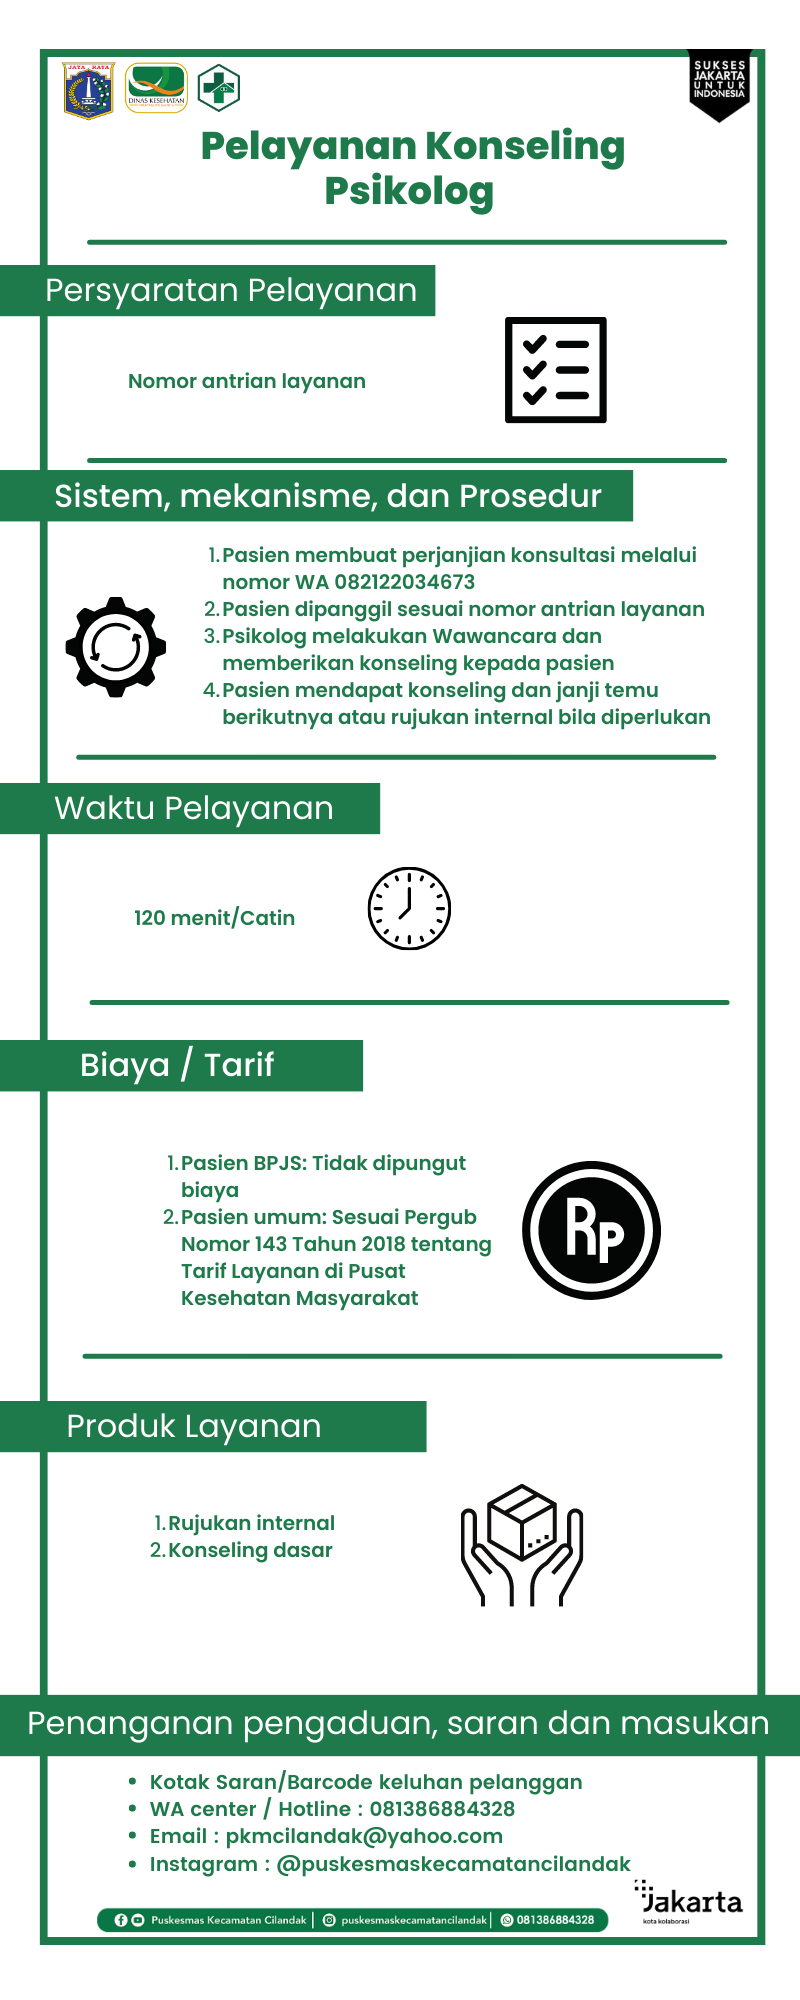 JAYA RAYA
DINAS KESEHATAN
SUKSES
JAKARTA
UNTUK
INDONESIA
Pelayanan Konseling
Psikolog
Persyaratan Pelayanan
Nomor antrian layanan
Sistem, mekanisme, dan Prosedur
1. Pasien membuat perjanjian konsultasi melalui
nomor WA 082122034673
2. Pasien dipanggil sesuai nomor antrian layanan
3. Psikolog melakukan Wawancara dan
memberikan konseling kepada pasien
4. Pasien mendapat konseling dan janji temu
berikutnya atau rujukan internal bila diperlukan
Waktu Pelayanan
120 menit/Catin
Biaya / Tarif
1. Pasien BPJS: Tidak dipungut
biaya
2. Pasien umum: Sesuai Pergub
Nomor 143 Tahun 2018 tentang
Tarif Layanan di Pusat
Kesehatan Masyarakat
Rp
Produk Layanan
1. Rujukan internal
2. Konseling dasar
Penanganan pengaduan, saran dan masukan
• Kotak Saran/Barcode keluhan pelanggan
• WA center / Hotline : 081386884328
• Email : pkmcilandak@yahoo.com
• Instagram : @puskesmaskecamatancilandak
Jakarta
kota kolaborasi
Puskesmas Kecamatan Cilandak | puskesmaskecamatancilandak | 081386884328